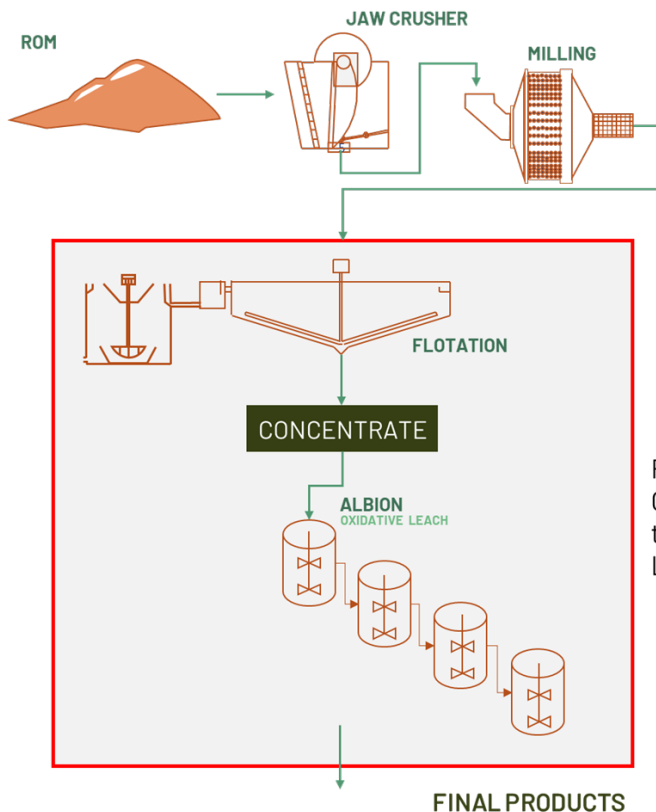 ROM
JAW CRUSHER
MILLING
FLOTATION
CONCENTRATE
ALBION
OXIDATIVE LEACH
FINAL PRODUCTS